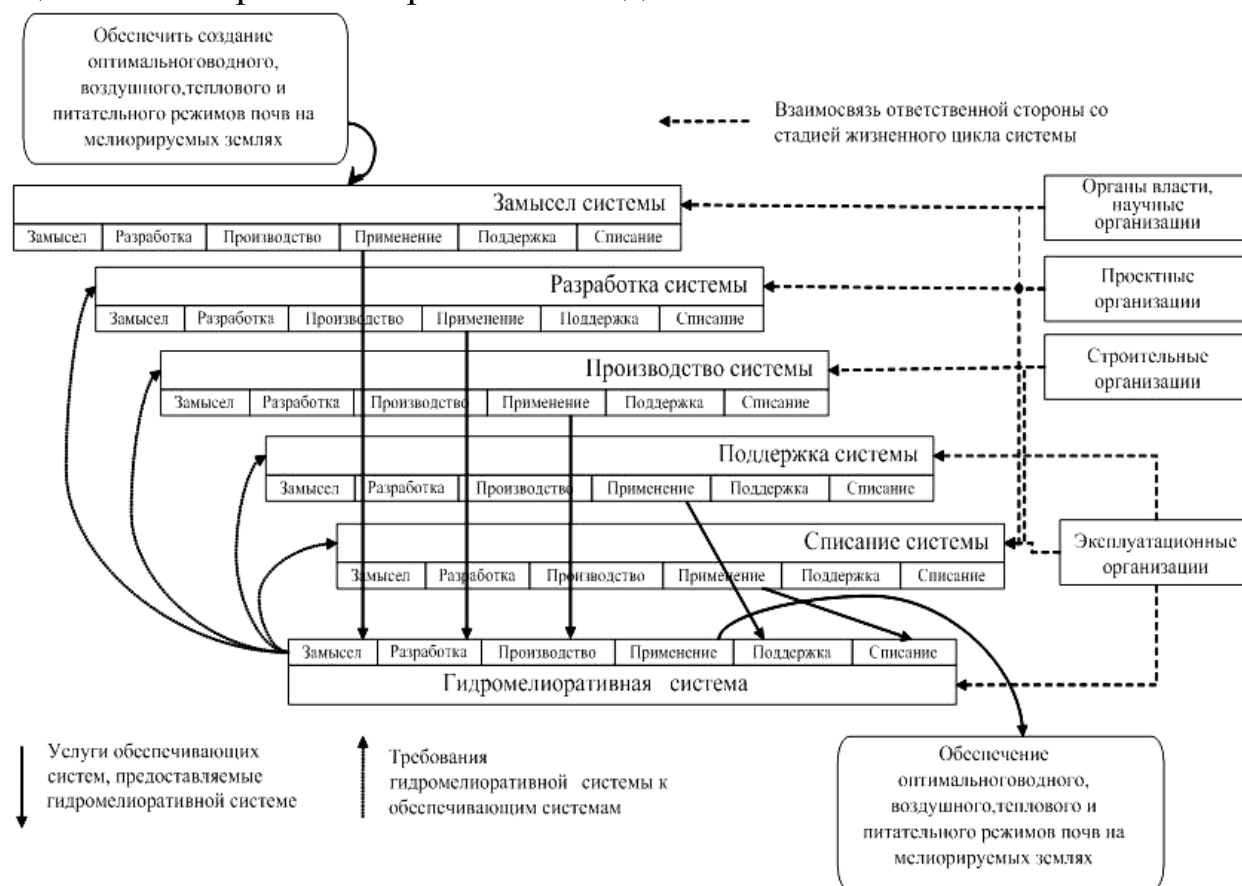 Обеспечить создание
оптимальноговодного,
воздушного,теплового и
питательного режимов почв на
мелиорируемых землях
Взаимосвязь ответственной стороны со
стадией жизненного цикла системы
Замысел системы
Замысел Разработка Производство Применение Поддержка Списание
Органы власти,
научные
организации
Разработка системы
Замысел Разработка Производство Применение Поддержка Списание
Проектные
организации
Производство системы
Замысел Разработка Производство Применение Поддержка Списание
Строительные
организации
Поддержка системы
Замысел Разработка Производство Применение Поддержка Списание
Списание системы
Замысел Разработка Производство Применение Поддержка Списание
Эксплуатационные
организации
Замысел Разработка Производство Применение Поддержка Списание
Гидромелиоративная система
Услуги обеспечивающих
систем, предоставляемые
гидромелиоративной системе
Требования
гидромелиоративной системы к
обеспечивающим системам
Обеспечение
оптимальноговодного,
воздушного,теплового и
питательного режимов почв на
мелиорируемых землях